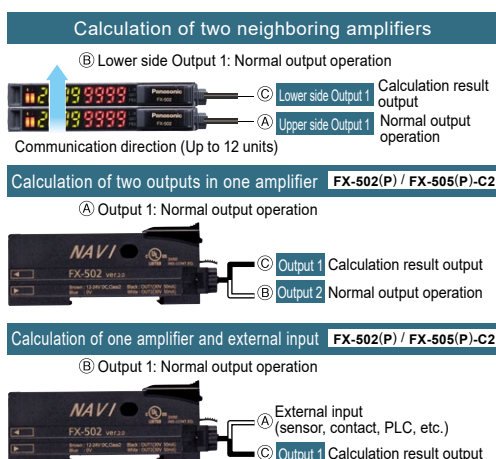 Calculation of two neighboring amplifiers
Ⓑ Lower side Output 1: Normal output operation
Panasonic
Ⓒ Lower side Output 1 Calculation result output
Panasonic
Ⓐ Upper side Output 1 Normal output operation
Communication direction (Up to 12 units)
Calculation of two outputs in one amplifier FX-502(P) / FX-505(P)-C2
Ⓐ Output 1: Normal output operation
NAVI
FX-502 ver2.0
Ⓒ Output 1 Calculation result output
Ⓑ Output 2 Normal output operation
Calculation of one amplifier and external input FX-502(P) / FX-505(P)-C2
Ⓑ Output 1: Normal output operation
NAVI
FX-502 ver2.0
Ⓐ External input
(sensor, contact, PLC, etc.)
Ⓒ Output 1 Calculation result output